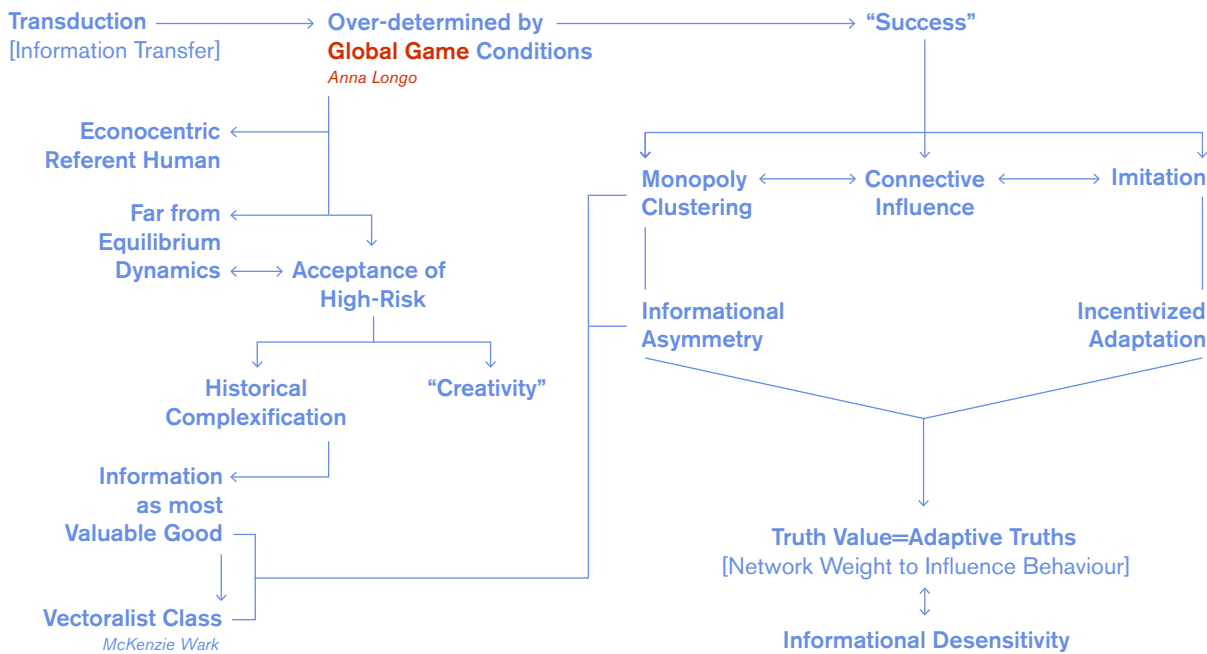 Transduction
[Information Transfer]
Over-determined by
Global Game Conditions
Anna Longo
“Success”
Econocentric
Referent Human
Far from
Equilibrium
Dynamics
Acceptance of
High-Risk
Historical
Complexification
“Creativity”
Information
as most
Valuable Good
Vectoralist Class
McKenzie Wark
Monopoly
Clustering
Connective
Influence
Imitation
Informational
Asymmetry
Incentivized
Adaptation
Truth Value=Adaptive Truths
[Network Weight to Influence Behaviour]
Informational Desensitivity